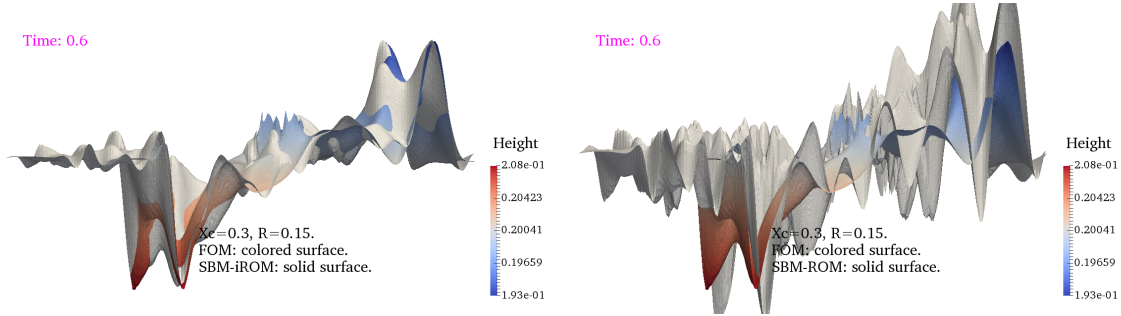 Time: 0.6
Height
2.08e-01
0.20423
0.20041
0.19659
1.93e-01
Xc=0.3, R=0.15.
FOM: colored surface.
SBM-iROM: solid surface.
Time: 0.6
Height
2.08e-01
0.20423
0.20041
0.19659
1.93e-01
Xc=0.3, R=0.15.
FOM: colored surface.
SBM-ROM: solid surface.